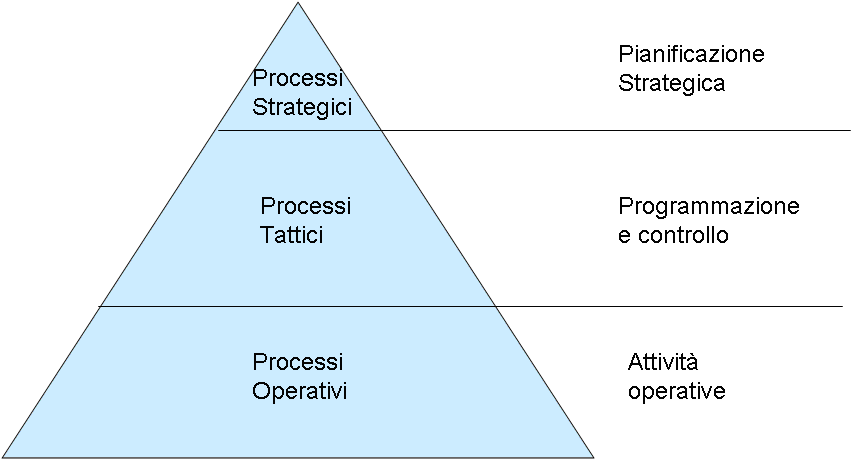 Processi
Strategici
Pianificazione
Strategica
Processi
Tattici
Programmazione
e controllo
Processi
Operativi
Attività
operative